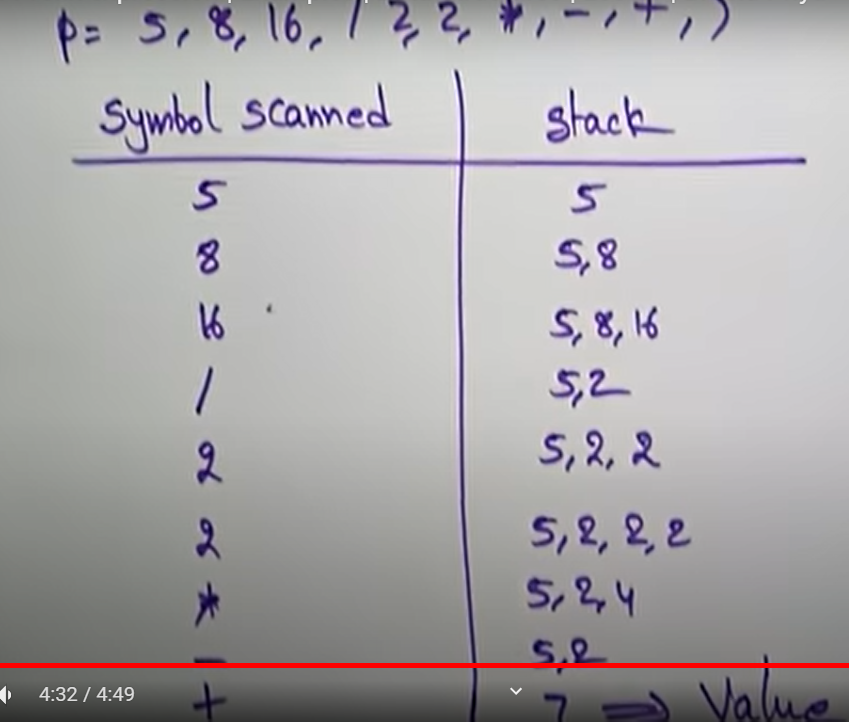 p= 5, 8, 16, / 2, 2, *, -, +, )
Symbol scanned stack
5 5
8 5,8
16 5, 8, 16
/ 5,2
2 5, 2, 2
2 5, 2, 2, 2
* 5, 2, 4
- 5,2
+ 7 ⇒ Value
4:32 / 4:49